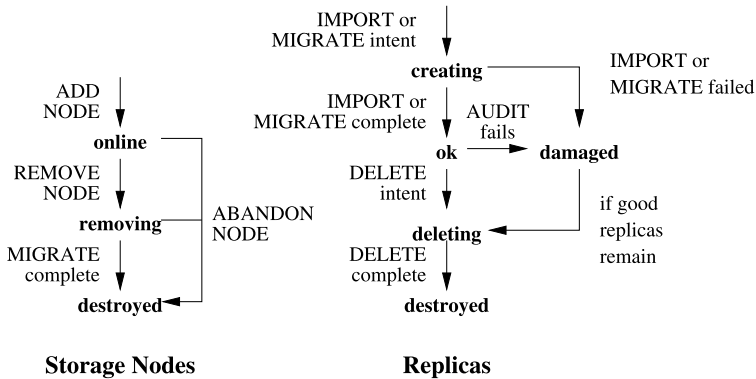 ADD
NODE
online
REMOVE
NODE
removing
MIGRATE
complete
destroyed
ABANDON
NODE
Storage Nodes
IMPORT or
MIGRATE intent
creating
IMPORT or
MIGRATE complete
ok
AUDIT
fails
damaged
IMPORT or
MIGRATE failed
DELETE
intent
deleting
if good
replicas
remain
DELETE
complete
destroyed
Replicas